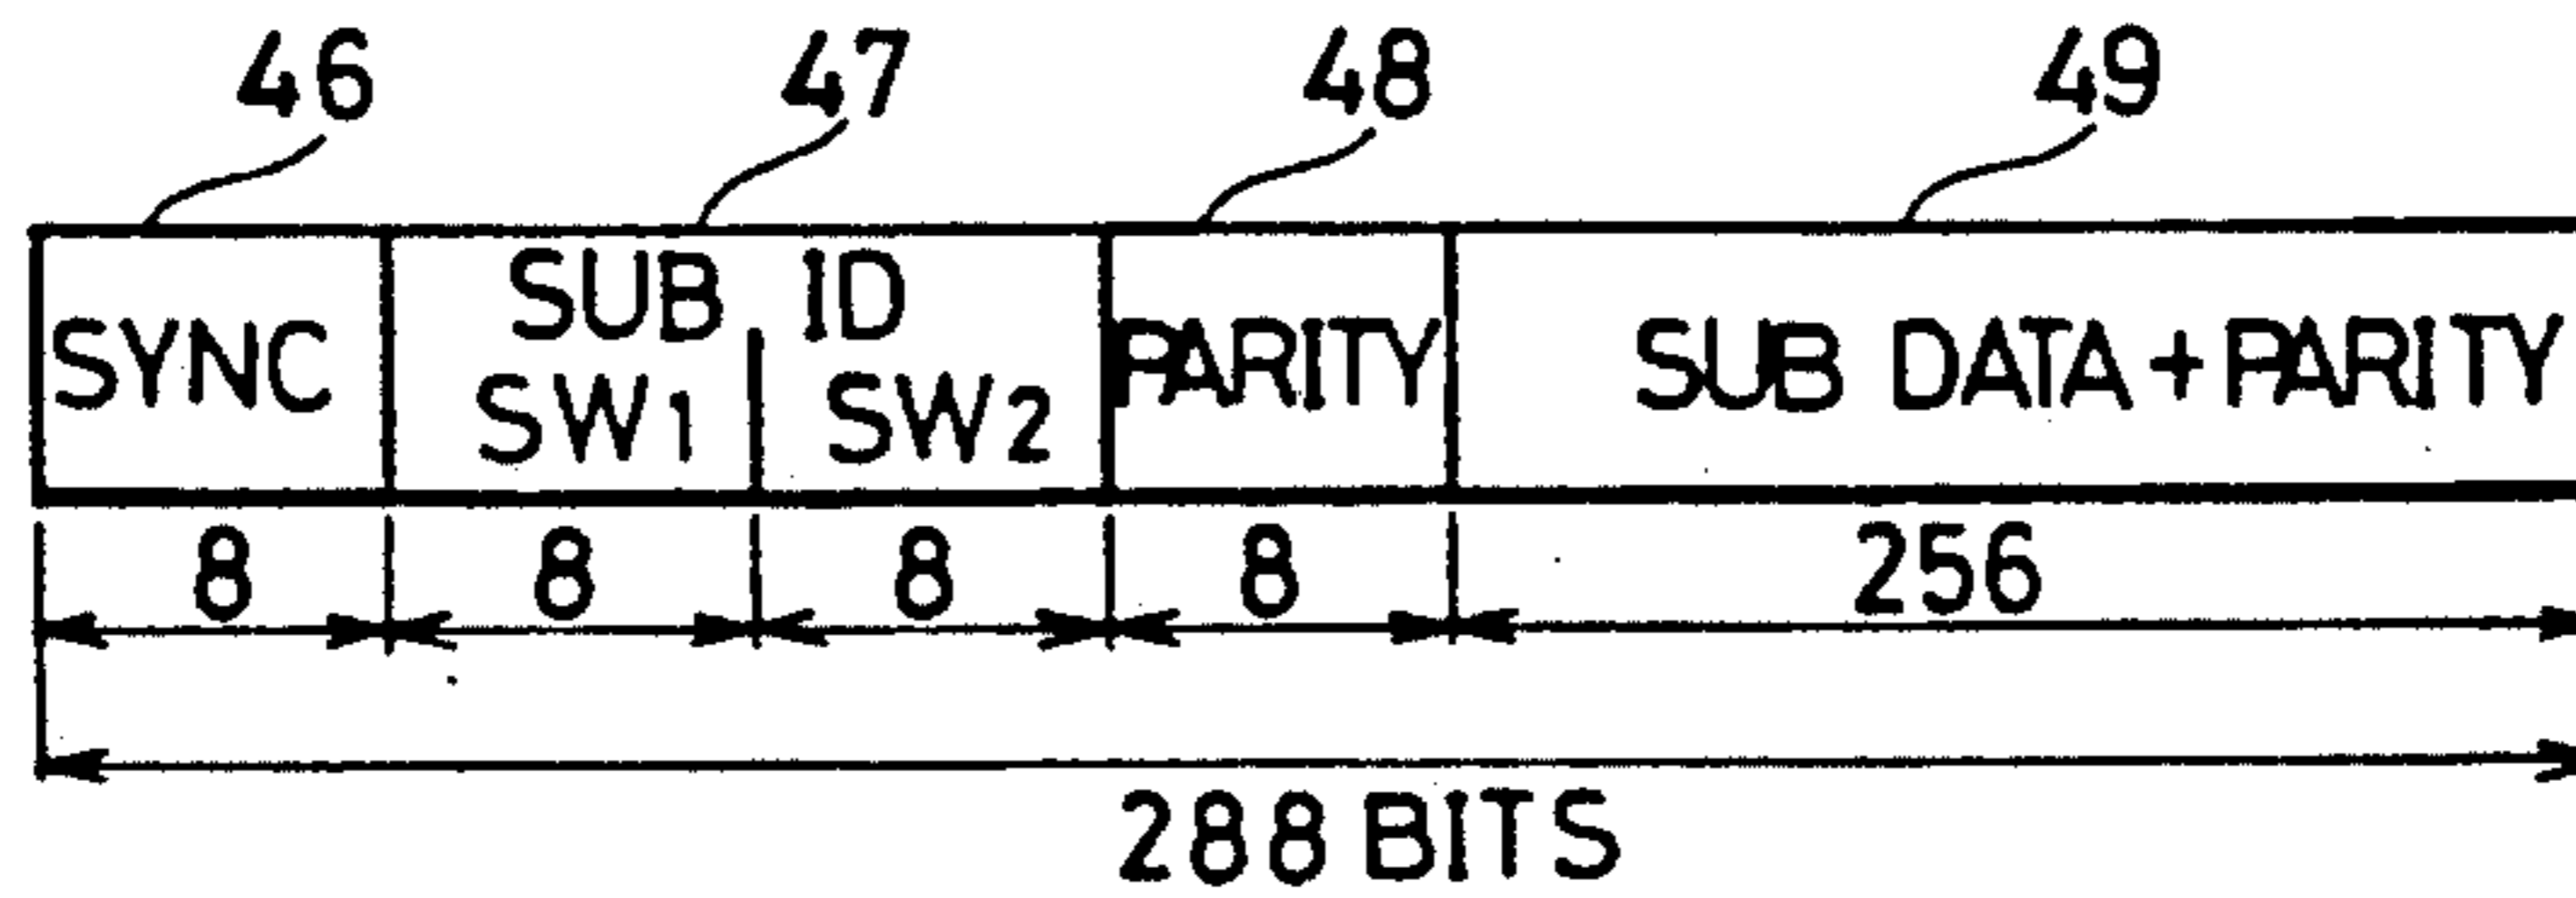 46 47 48 49
SYNC SUB ID PARITY SUB DATA + PARITY
SW1 SW2
8 8 8 8 256
288 BITS